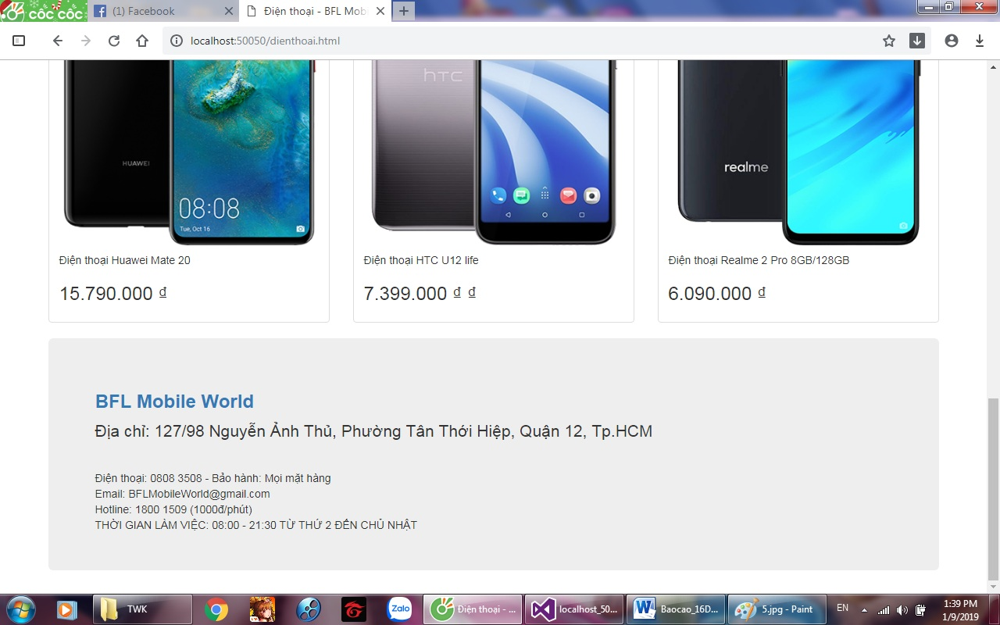 cốc cốc
(1) Facebook
Điện thoại - BFL Mob
localhost:50050/dienthoai.html
HUAWEI
08:08
Tue, Oct 16
hTC
realme
Điện thoại Huawei Mate 20
Điện thoại HTC U12 life
Điện thoại Realme 2 Pro 8GB/128GB
15.790.000 ₫
7.399.000 ₫ ₫
6.090.000 ₫
BFL Mobile World
Địa chỉ: 127/98 Nguyễn Ảnh Thủ, Phường Tân Thới Hiệp, Quận 12, Tp.HCM
Điện thoại: 0808 3508 - Bảo hành: Mọi mặt hàng
Email: BFLMobileWorld@gmail.com
Hotline: 1800 1509 (1000đ/phút)
THỜI GIAN LÀM VIỆC: 08:00 - 21:30 TỪ THỨ 2 ĐẾN CHỦ NHẬT
TWK
Zalo
Điện thoại - ...
localhost_50...
Baocao_16D...
5.jpg - Paint
EN
1:39 PM
1/9/2019